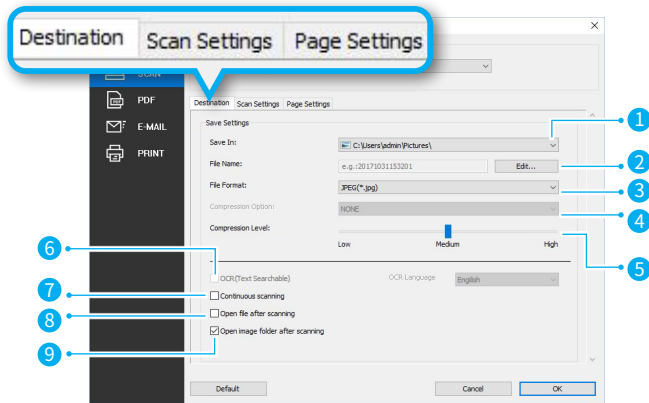 Destination Scan Settings Page Settings
SCAN
PDF
E-MAIL
PRINT
Destination Scan Settings Page Settings
Save Settings
Save In: C:\Users\admin\Pictures\ 1
File Name: e.g.:20171031153201 Edit... 2
File Format: JPEG(*.jpg) 3
Compression Option: NONE 4
Compression Level:
Low Medium High
5
6 OCR(Text Searchable) OCR Language English
7 Continuous scanning
8 Open file after scanning
9 Open image folder after scanning
Default Cancel OK